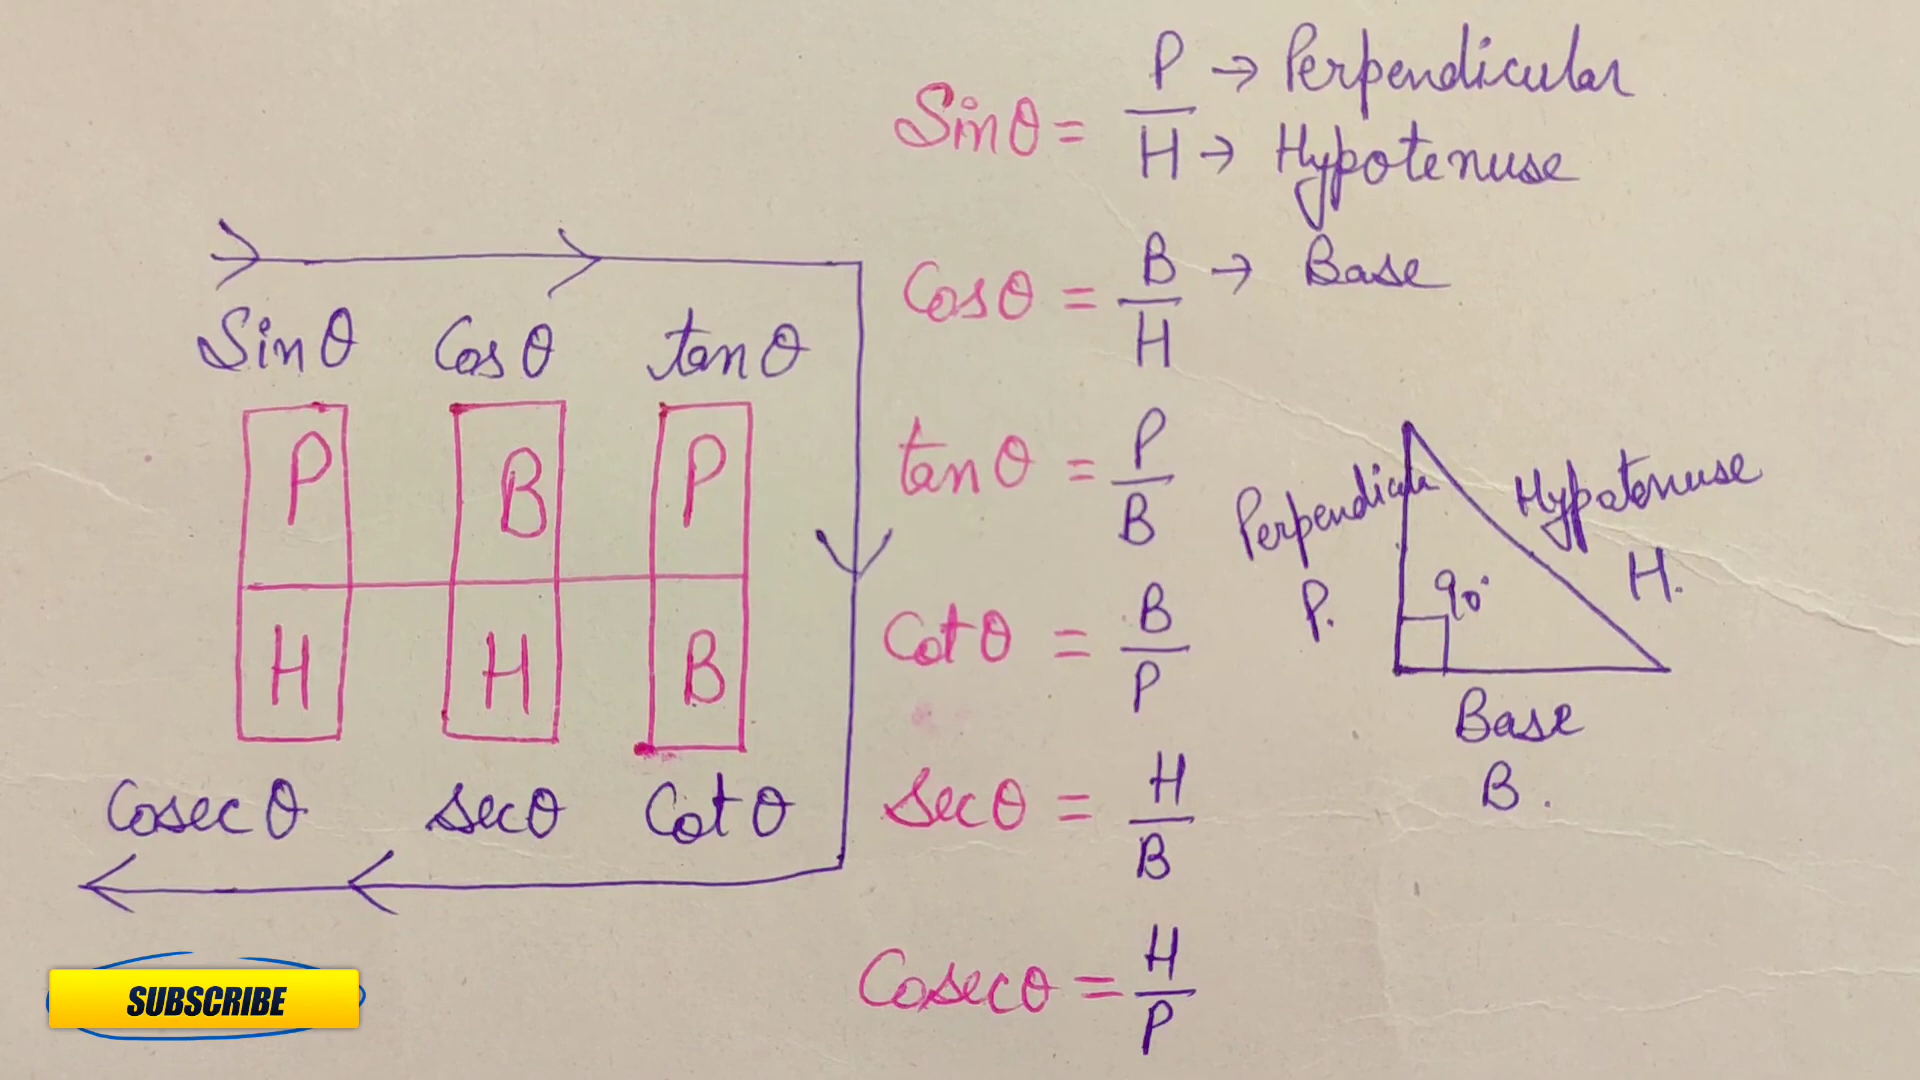 Sinθ Cosθ tanθ
P B P
H H B
Cosecθ secθ Cotθ
Sinθ = P/H
P → Perpendicular
H → Hypotenuse
Cosθ = B/H
B → Base
tanθ = P/B
Cotθ = B/P
secθ = H/B
Cosecθ = H/P
Perpendicula
P.
Hypotenuse
H.
90°
Base
B.
SUBSCRIBE